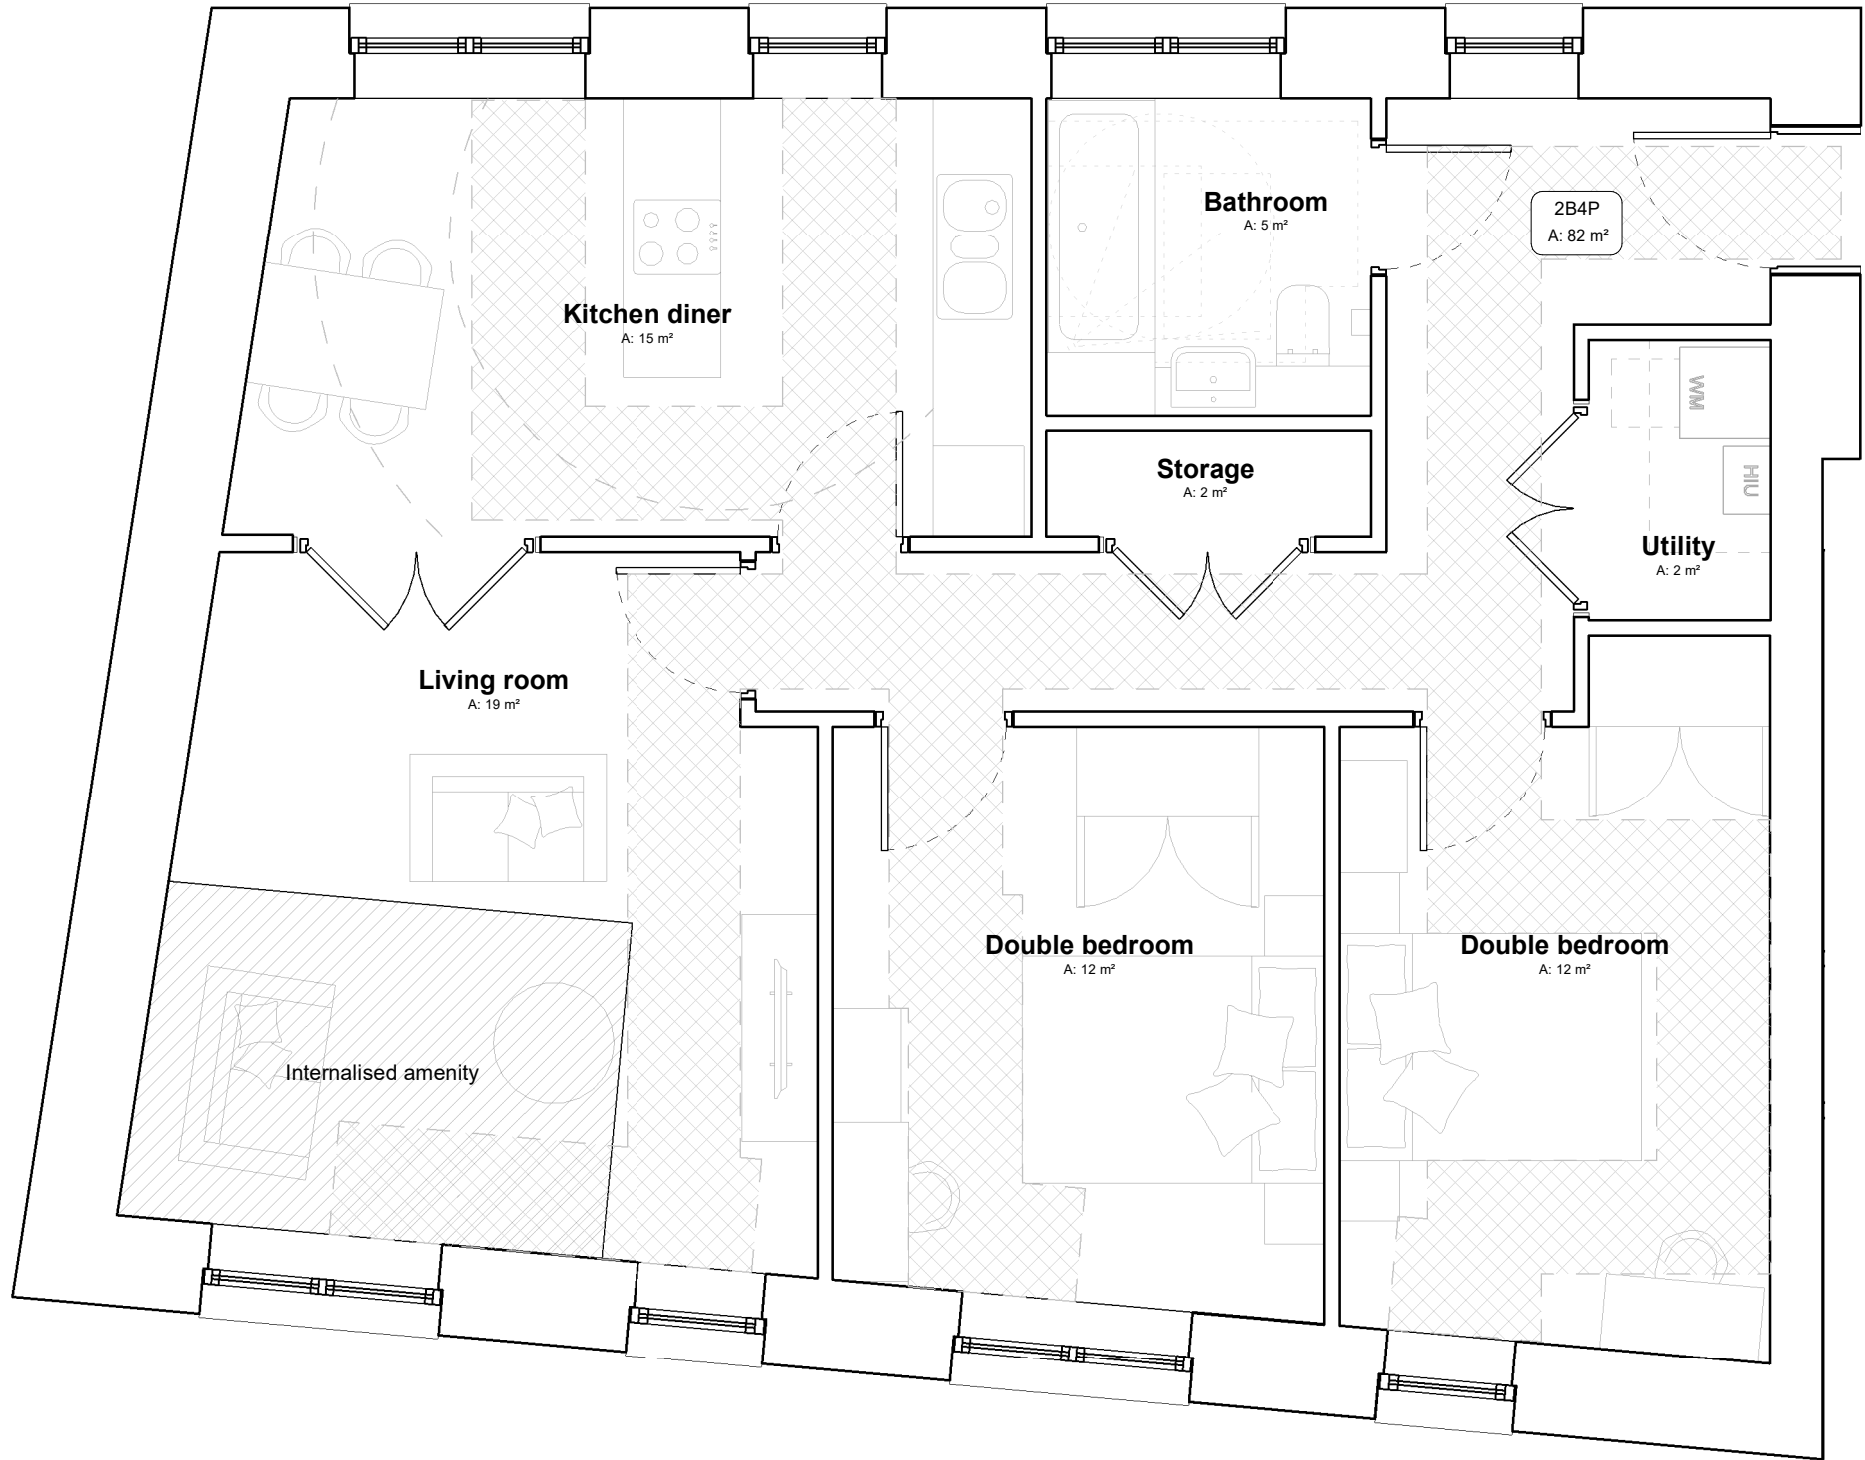 Bathroom
A: 5 m²
2B4P
A: 82 m²
Kitchen diner
A: 15 m²
WM
Storage
A: 2 m²
HIU
Utility
A: 2 m²
Living room
A: 19 m²
Double bedroom
A: 12 m²
Double bedroom
A: 12 m²
Internalised amenity